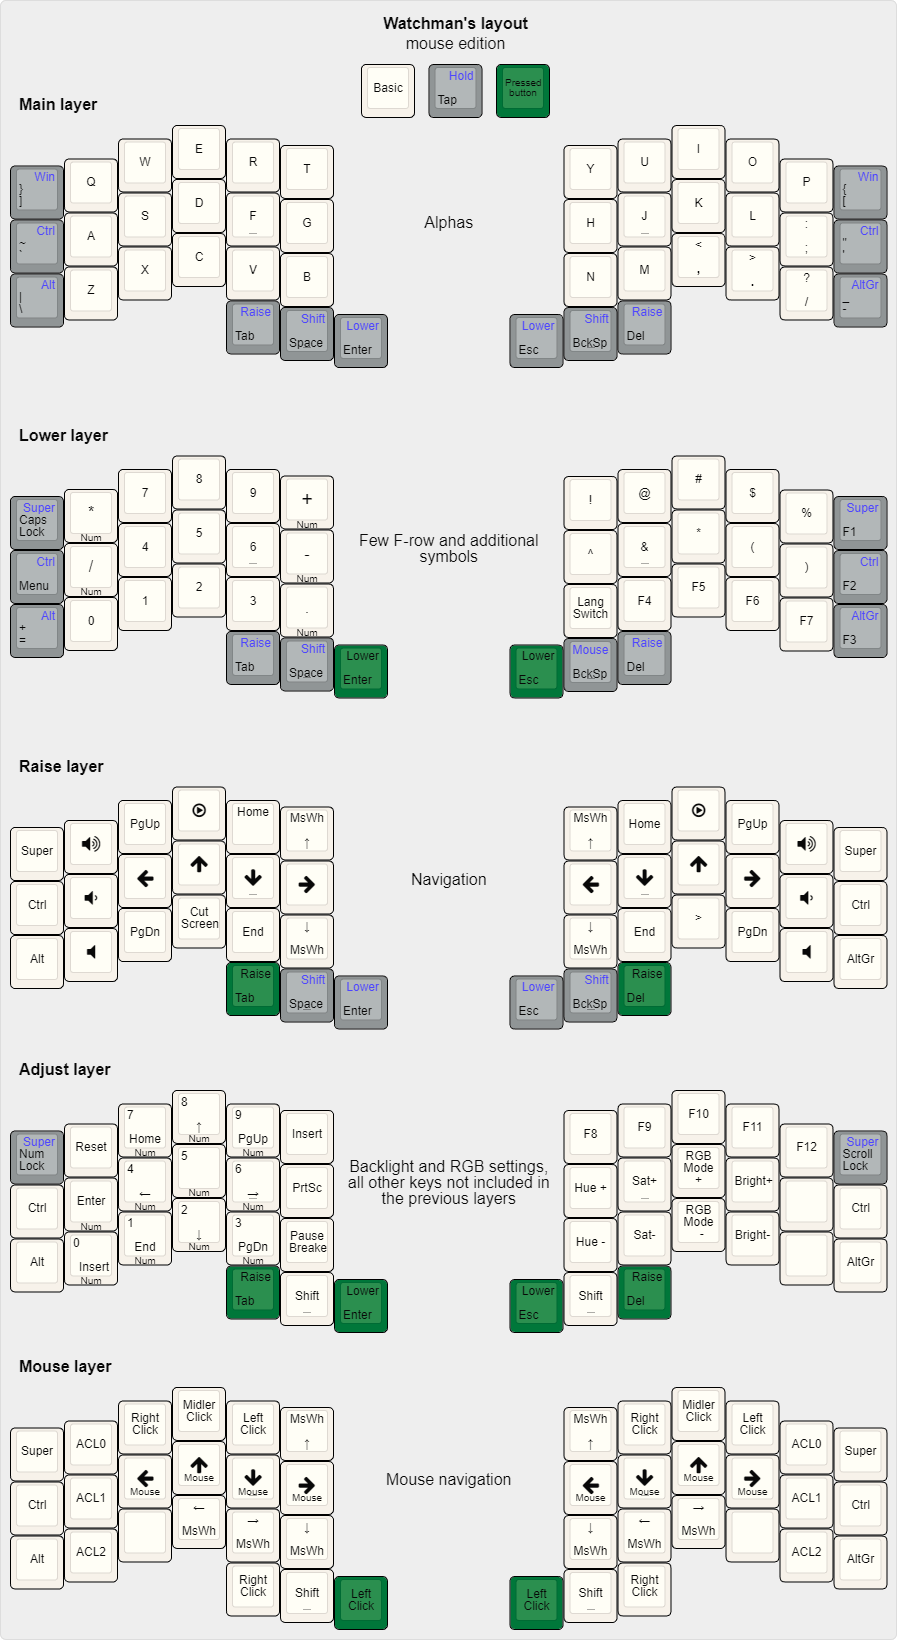 Watchman's layout
mouse edition
Basic
Hold
Tap
Pressed
button
Main layer
Win
}
]
Q
W
E
R
T
Ctrl
~
`
A
S
D
F
_
G
Alt
|
\
Z
X
C
V
B
Raise
Tab
Shift
Space
Lower
Enter
Alphas
Y
U
I
O
P
Win
{
[
H
J
_
K
L
:
;
Ctrl
"
'
N
M
<
,
>
.
?
/
AltGr
_
-
Lower
Esc
Shift
BckSp
Raise
Del
Lower layer
Super
Caps
Lock
*
Num
7
8
9
+
Num
Ctrl
Menu
/
Num
4
5
6
_
-
Num
Alt
+
=
0
1
2
3
.
Num
Raise
Tab
Shift
Space
Lower
Enter
Few F-row and additional
symbols
!
@
#
$
%
Super
F1
^
&
_
*
(
)
Ctrl
F2
Lang
Switch
F4
F5
F6
F7
AltGr
F3
Lower
Esc
Mouse
BckSp
Raise
Del
Raise layer
Super
PgUp
Home
MsWh
↑
Ctrl
_
Alt
PgDn
Cut
Screen
End
↓
MsWh
Raise
Tab
Shift
Space
Lower
Enter
Navigation
MsWh
↑
Home
PgUp
Super
_
Ctrl
↓
MsWh
End
>
PgDn
AltGr
Lower
Esc
Shift
BckSp
Raise
Del
Adjust layer
Super
Num
Lock
Reset
7
Home
Num
8
↑
Num
9
PgUp
Num
Insert
Ctrl
Enter
Num
4
←
Num
5
Num
6
→
Num
PrtSc
Alt
0
Insert
Num
1
End
Num
2
↓
Num
3
PgDn
Num
Pause
Breake
Raise
Tab
Shift
_
Lower
Enter
Backlight and RGB settings,
all other keys not included in
the previous layers
F8
F9
F10
F11
F12
Super
Scroll
Lock
Hue +
Sat+
_
RGB
Mode
+
Bright+
Ctrl
Hue -
Sat-
RGB
Mode
-
Bright-
AltGr
Lower
Esc
Shift
_
Raise
Del
Mouse layer
Super
ACL0
Right
Click
Midler
Click
Left
Click
MsWh
↑
Ctrl
ACL1
Mouse
Mouse
Mouse
Mouse
Alt
ACL2
←
MsWh
→
MsWh
↓
MsWh
Right
Click
Shift
_
Left
Click
Mouse navigation
MsWh
↑
Right
Click
Midler
Click
Left
Click
ACL0
Super
Mouse
Mouse
Mouse
Mouse
ACL1
Ctrl
↓
MsWh
←
MsWh
→
MsWh
ACL2
AltGr
Left
Click
Shift
_
Right
Click